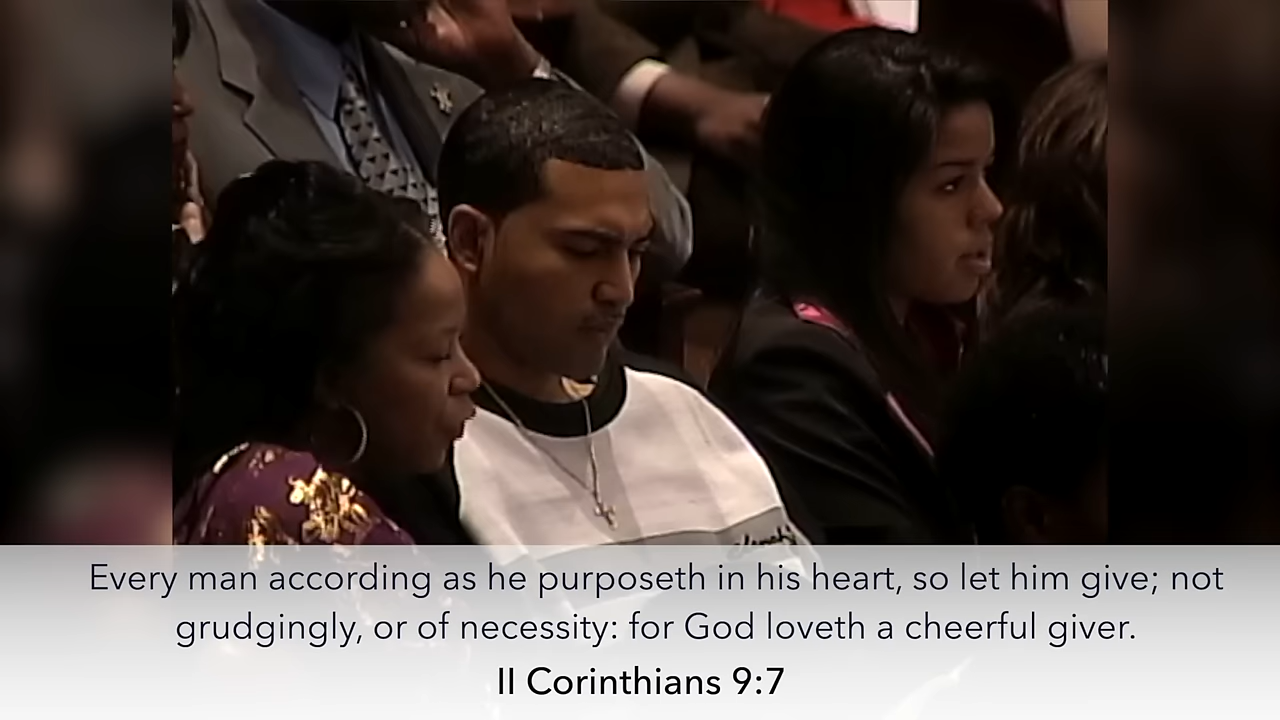 Every man according as he purposeth in his heart, so let him give; not
grudgingly, or of necessity: for God loveth a cheerful giver.
II Corinthians 9:7